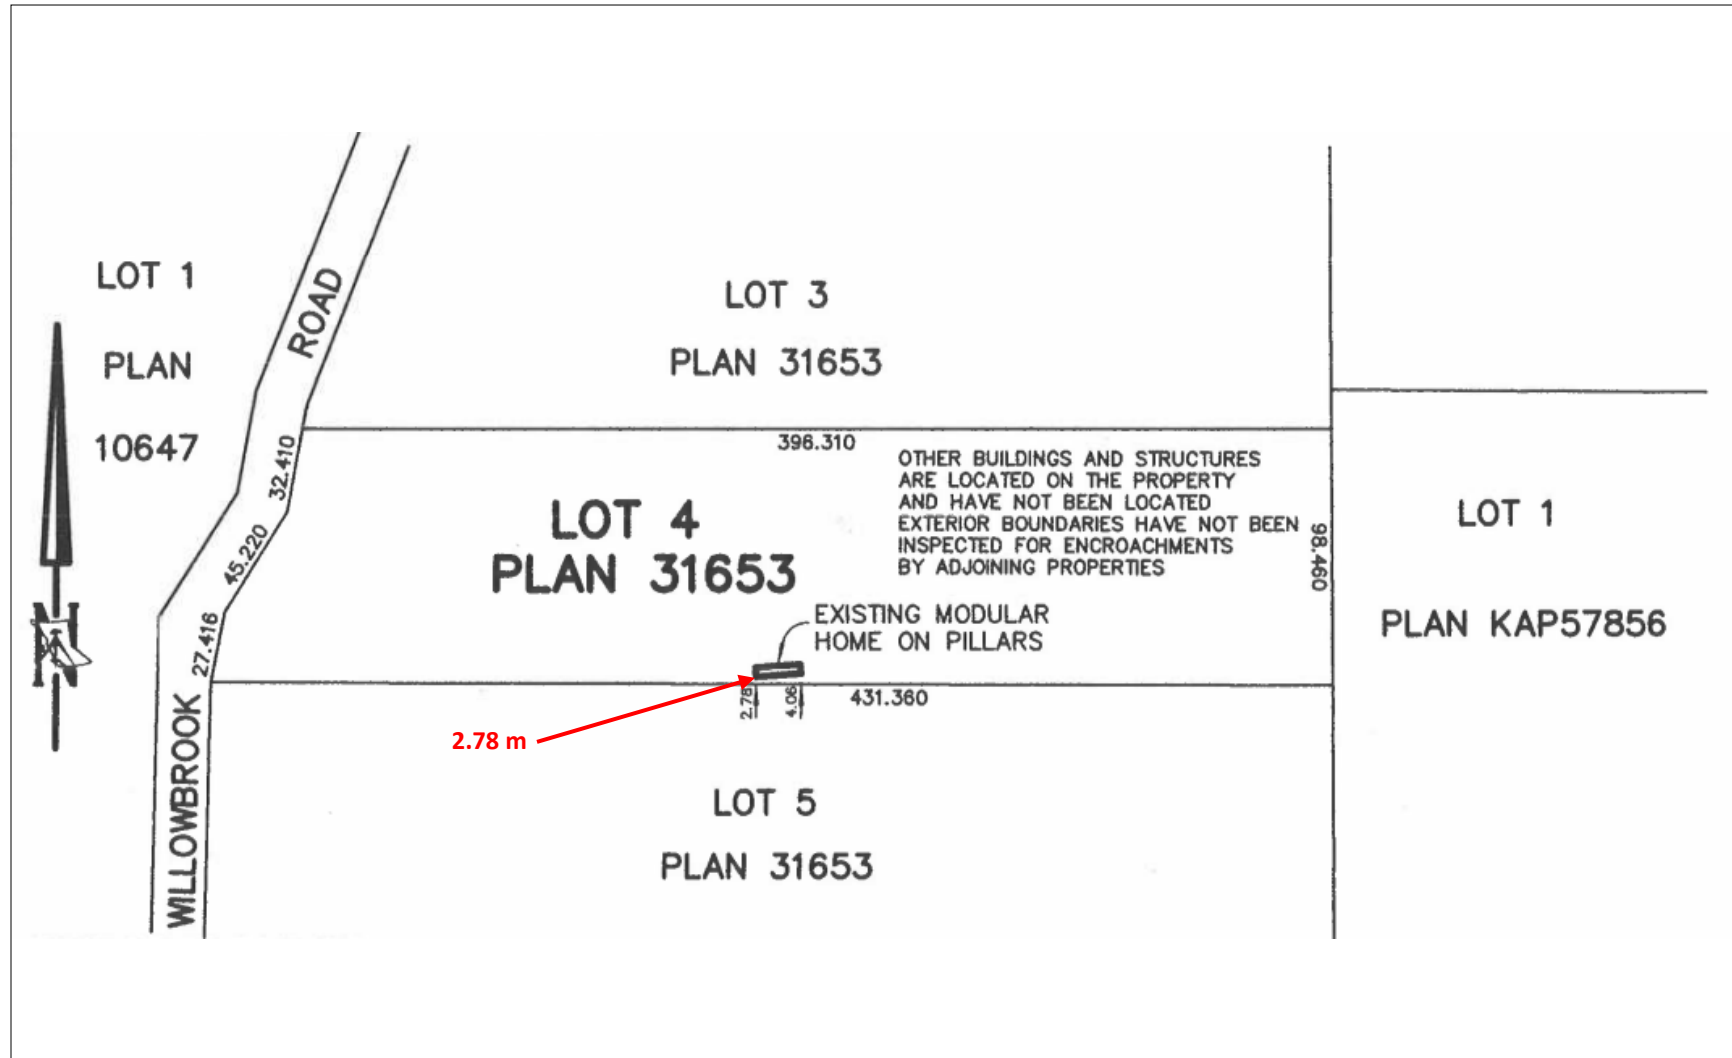 LOT 1
PLAN
10647
ROAD
WILLOWBROOK
LOT 3
PLAN 31653
396.310
32.410
45.220
27.416
LOT 4
PLAN 31653
OTHER BUILDINGS AND STRUCTURES
ARE LOCATED ON THE PROPERTY
AND HAVE NOT BEEN LOCATED
EXTERIOR BOUNDARIES HAVE NOT BEEN
INSPECTED FOR ENCROACHMENTS
BY ADJOINING PROPERTIES
98.460
EXISTING MODULAR
HOME ON PILLARS
2.78
4.06
431.360
2.78 m
LOT 5
PLAN 31653
LOT 1
PLAN KAP57856